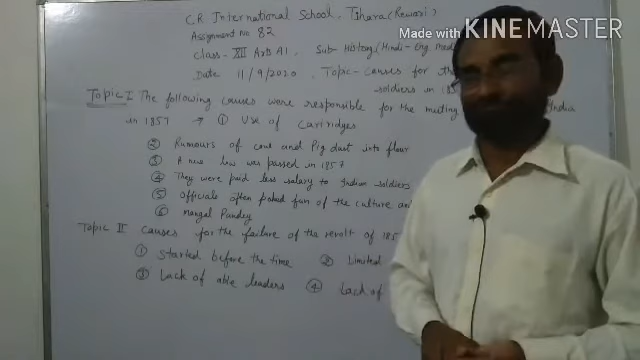 C.R International School, Tshara (Rewari)
Made with KINEMASTER
Assignment no 82
Class - XII Arts A1 Sub- History (Hindi - Eng. Med
Date 11/9/2020, Topic- Causes for the
soldiers in 185
Topic I The following causes were responsible for the mutiny India
in 1857 → ① Use of Cartridges
② Rumours of cow and Pig dust into flour
③ A new law was passed in 1857
④ They were paid less salary to Indian soldiers
⑤ Officials often poked fun of the culture an
⑥ Mangal Pandey
Topic II Causes for the failure of the revolt of 185
① Started before the time ② Limited
③ Lack of able leaders ④ Lack of